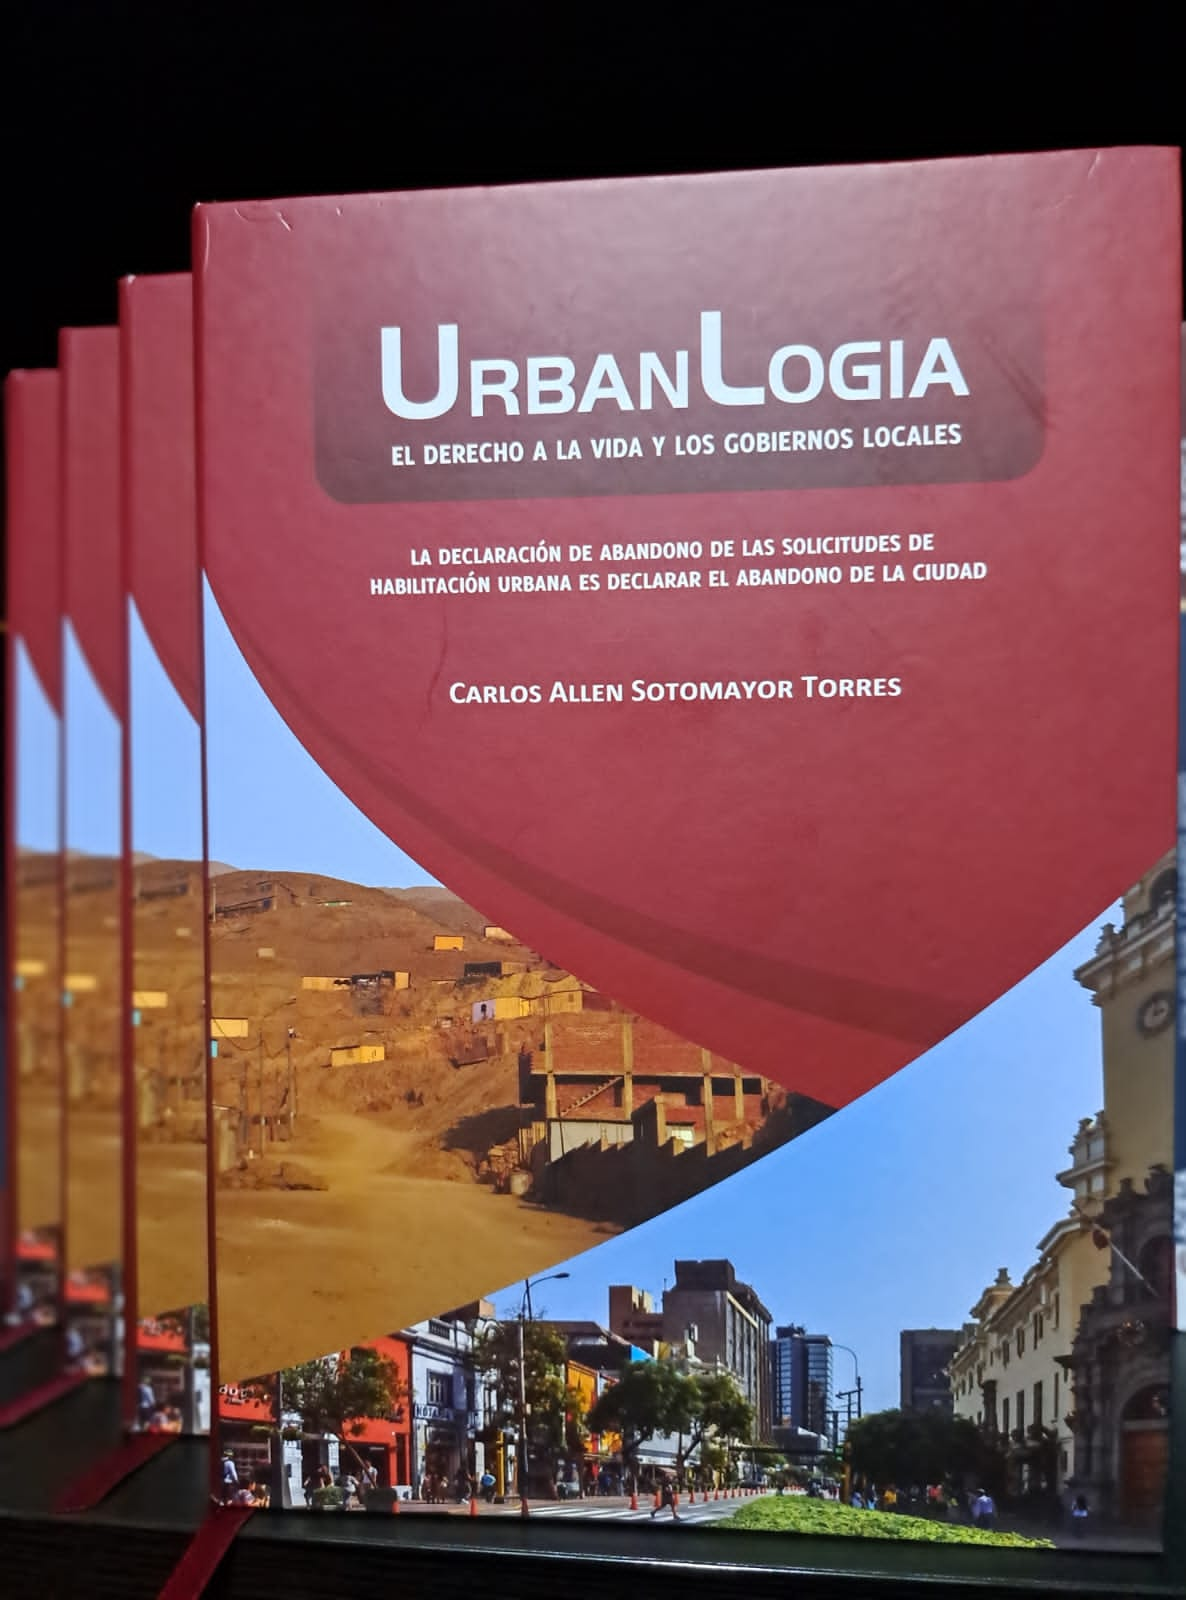 URBANLOGIA
EL DERECHO A LA VIDA Y LOS GOBIERNOS LOCALES
LA DECLARACIÓN DE ABANDONO DE LAS SOLICITUDES DE
HABILITACIÓN URBANA ES DECLARAR EL ABANDONO DE LA CIUDAD
CARLOS ALLEN SOTOMAYOR TORRES